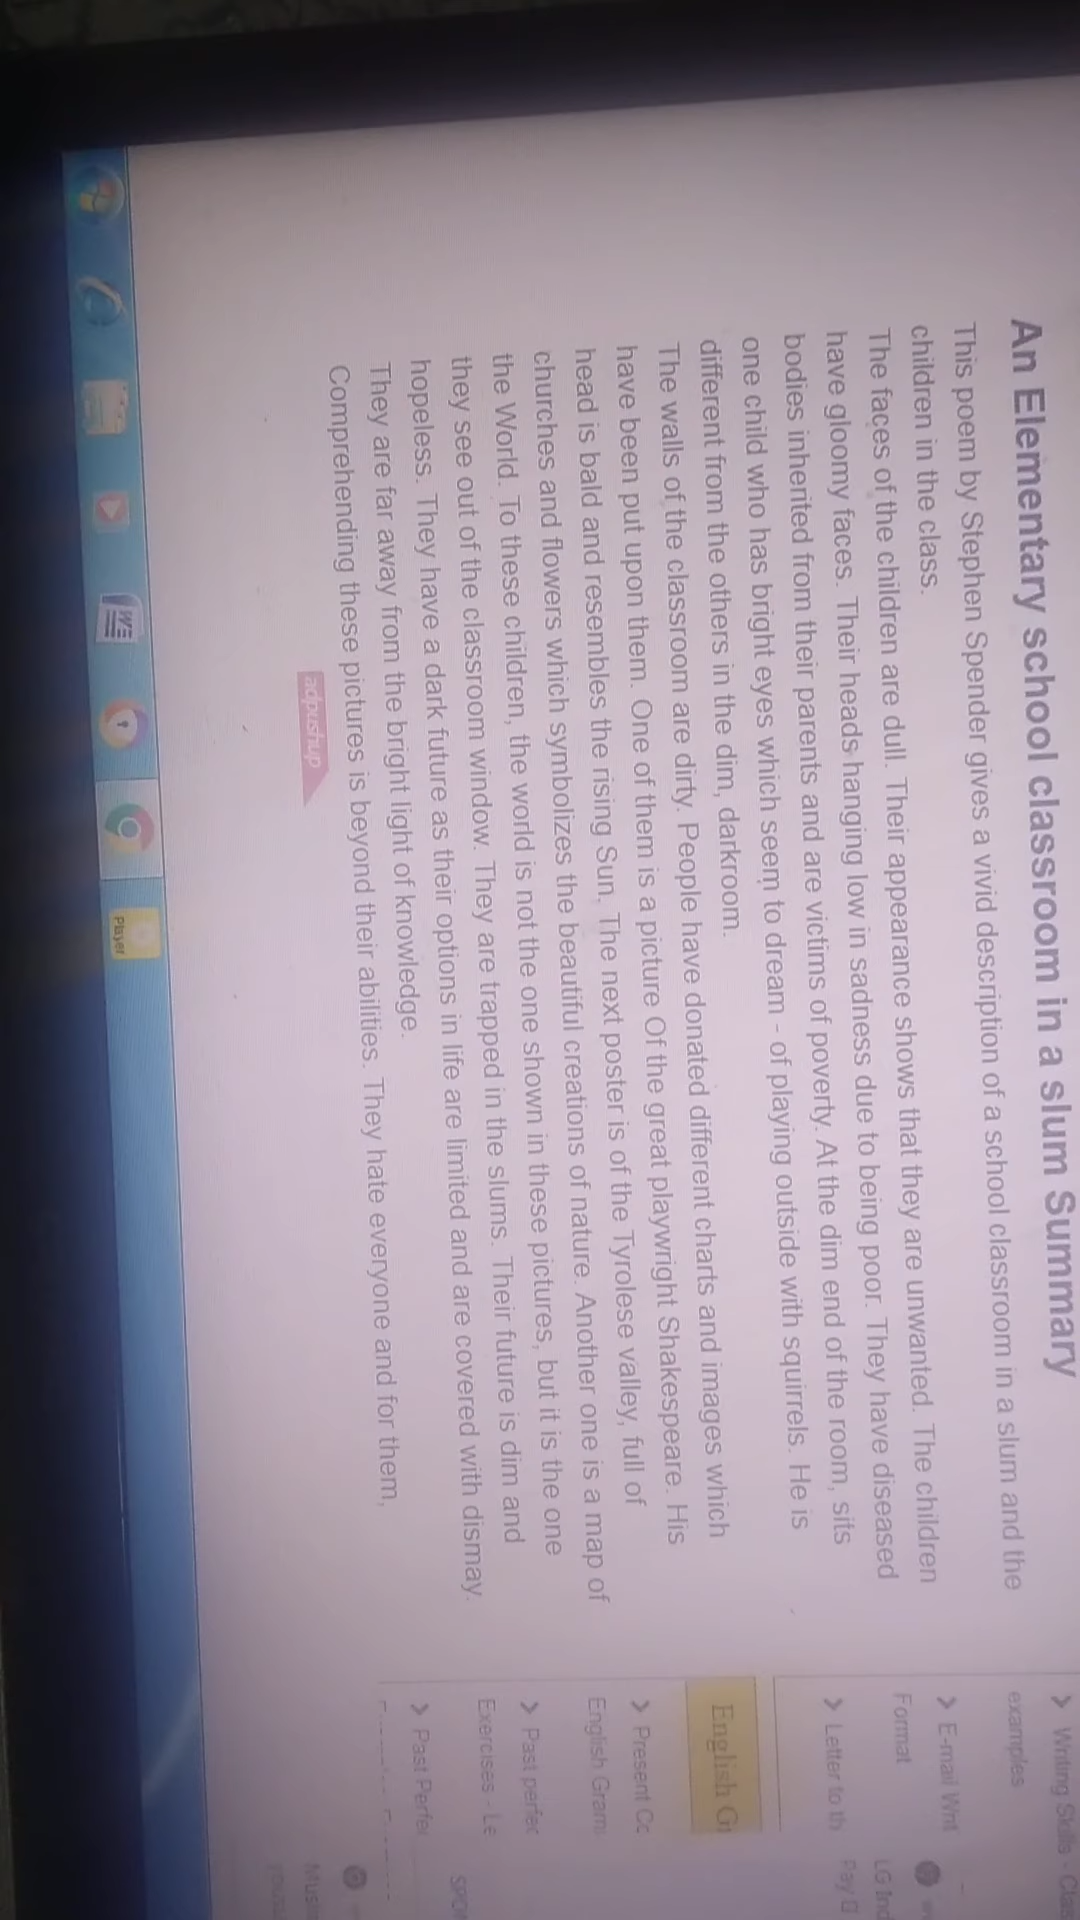 An Elementary school classroom in a slum Summary
This poem by Stephen Spender gives a vivid description of a school classroom in a slum and the
children in the class.
The faces of the children are dull. Their appearance shows that they are unwanted. The children
have gloomy faces. Their heads hanging low in sadness due to being poor. They have diseased
bodies inherited from their parents and are victims of poverty. At the dim end of the room, sits
one child who has bright eyes which seem to dream - of playing outside with squirrels. He is
different from the others in the dim, darkroom.
The walls of the classroom are dirty. People have donated different charts and images which
have been put upon them. One of them is a picture Of the great playwright Shakespeare. His
head is bald and resembles the rising Sun. The next poster is of the Tyrolese valley, full of
churches and flowers which symbolizes the beautiful creations of nature. Another one is a map of
the World. To these children, the world is not the one shown in these pictures, but it is the one
they see out of the classroom window. They are trapped in the slums. Their future is dim and
hopeless. They have a dark future as their options in life are limited and are covered with dismay.
They are far away from the bright light of knowledge.
Comprehending these pictures is beyond their abilities. They hate everyone and for them,
adpushup
Writing Skills - Clas
examples
E-mail Writ
Format
Letter to th
English Gr
Present Co
English Gram
Past perfec
Exercises - Le
Past Perfe
LG Ind
Pay
SPO
Music
Player